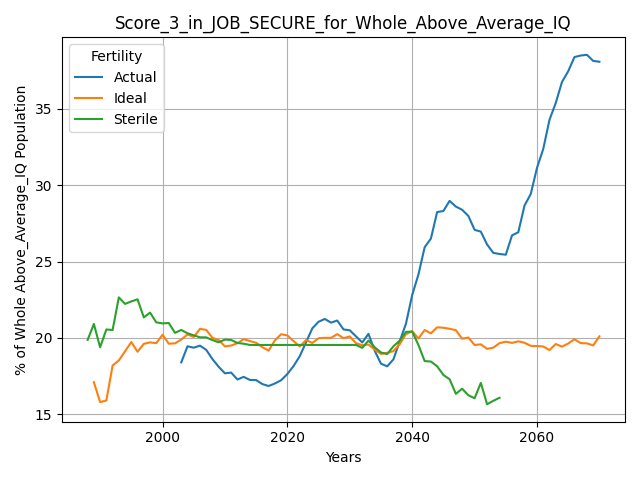 Score_3_in_JOB_SECURE_for_Whole_Above_Average_IQ
Fertility
Actual
Ideal
Sterile
% of Whole Above_Average_IQ Population
35
30
25
20
15
2000
2020
2040
2060
Years